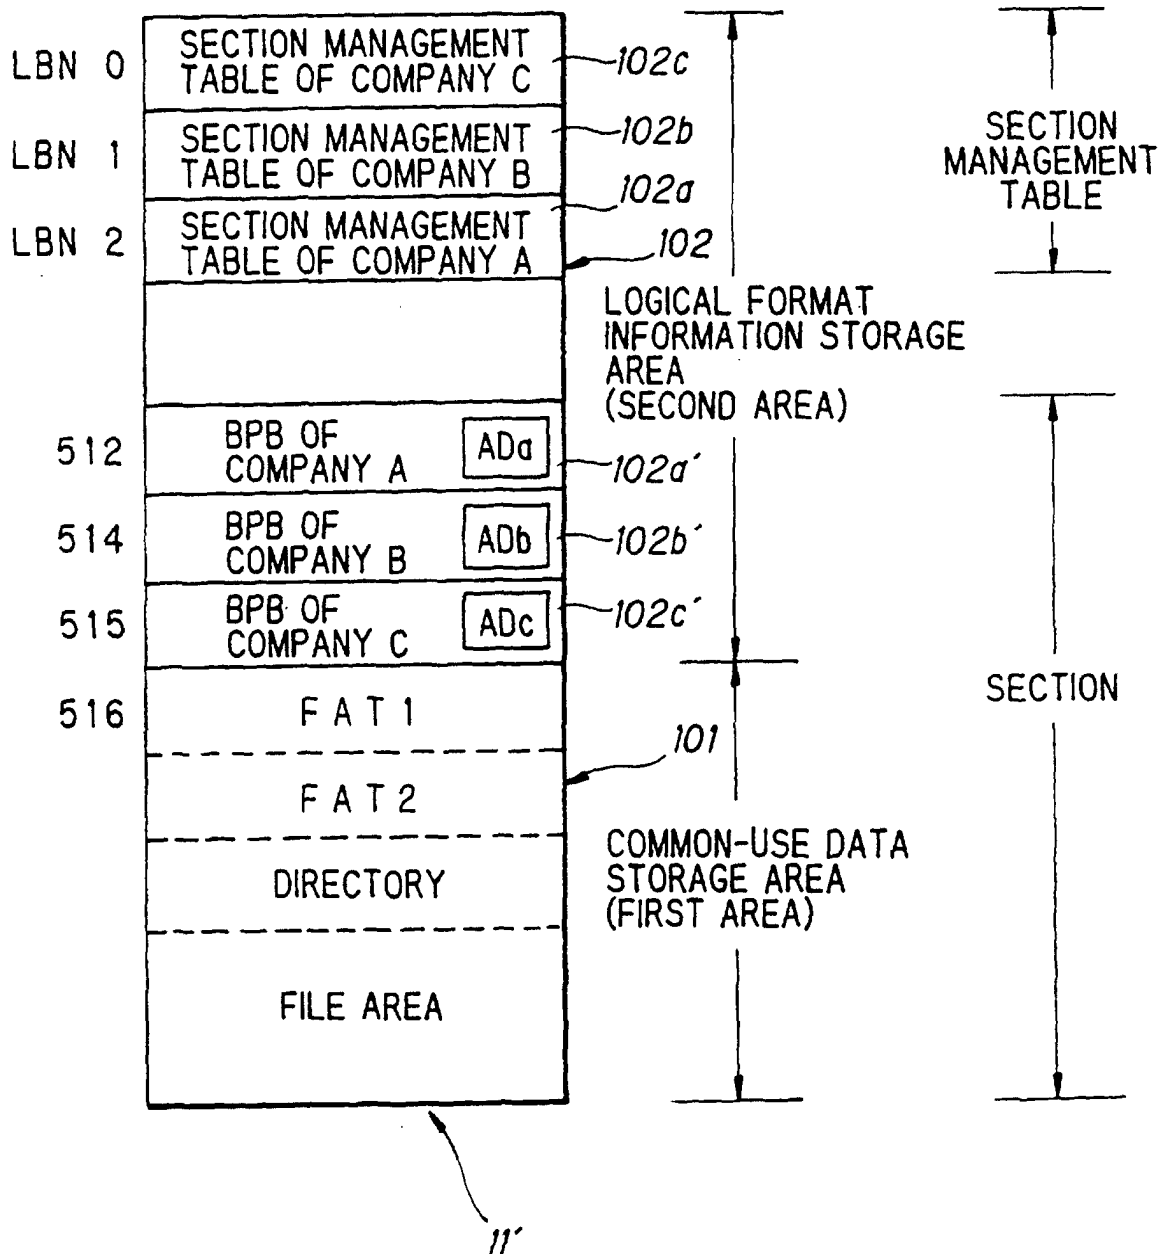 LBN 0
SECTION MANAGEMENT
TABLE OF COMPANY C
102c
LBN 1
SECTION MANAGEMENT
TABLE OF COMPANY B
102b
LBN 2
SECTION MANAGEMENT
TABLE OF COMPANY A
102a
102
SECTION
MANAGEMENT
TABLE
LOGICAL FORMAT
INFORMATION STORAGE
AREA
(SECOND AREA)
512
BPB OF
COMPANY A
ADa
102a´
514
BPB OF
COMPANY B
ADb
102b´
515
BPB OF
COMPANY C
ADc
102c´
516
FAT1
101
SECTION
FAT2
DIRECTORY
COMMON-USE DATA
STORAGE AREA
(FIRST AREA)
FILE AREA
11´